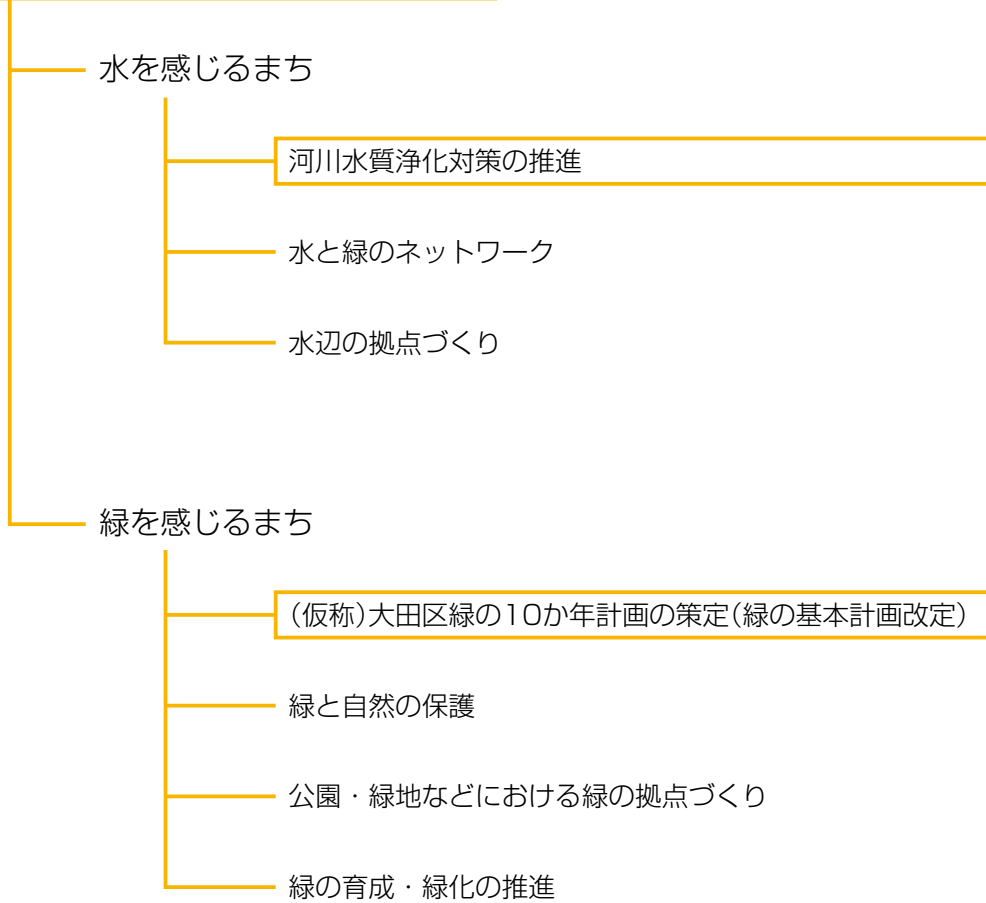 水を感じるまち
河川水質浄化対策の推進
水と緑のネットワーク
水辺の拠点づくり
緑を感じるまち
(仮称)大田区緑の10か年計画の策定(緑の基本計画改定)
緑と自然の保護
公園・緑地などにおける緑の拠点づくり
緑の育成・緑化の推進